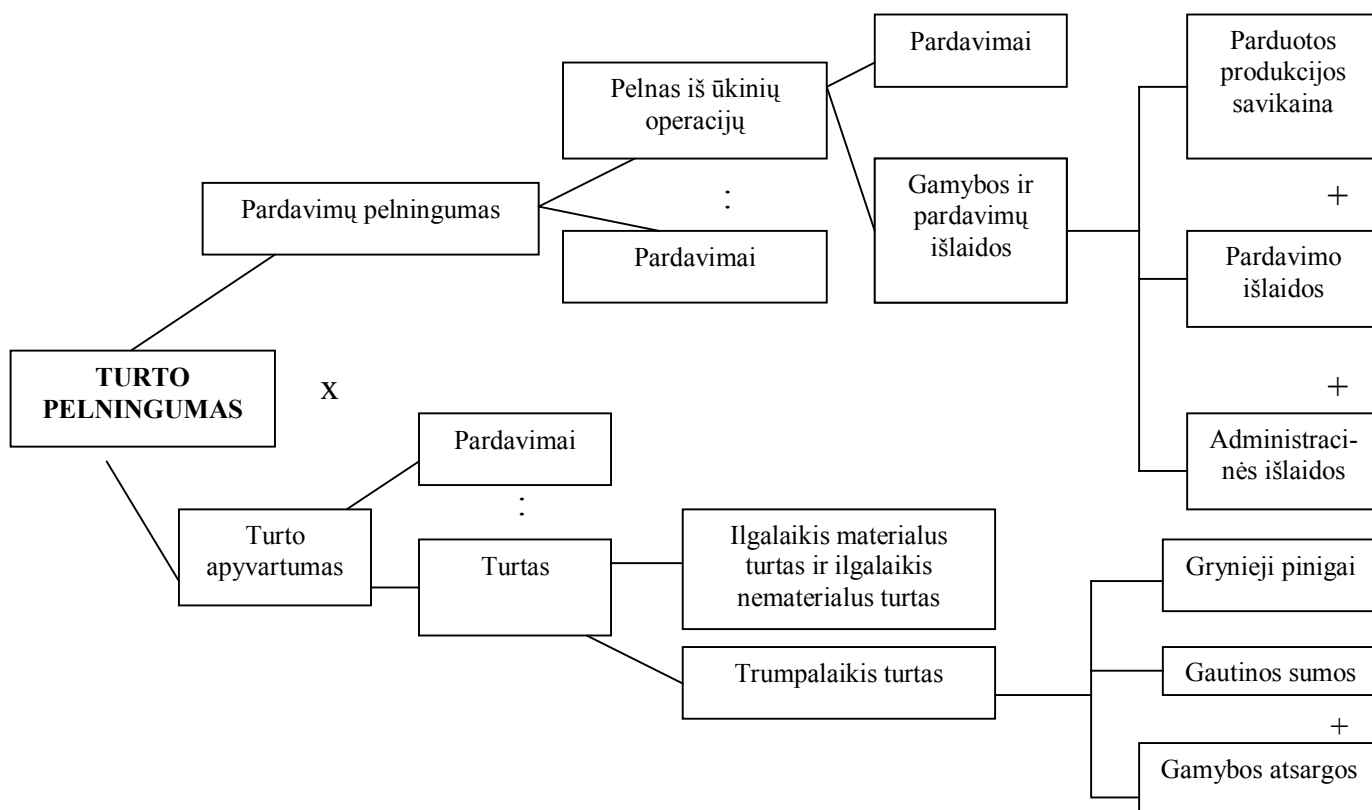 Pardavimai
Parduotos
produkcijos
savikaina
Pelnas iš ūkinių
operacijų
Pardavimų pelningumas
:
Gamybos ir
pardavimų
išlaidos
+
Pardavimai
Pardavimo
išlaidos
TURTO
PELNINGUMAS
x
+
Pardavimai
Administraci-
nės išlaidos
:
Turto
apyvartumas
Turtas
Ilgalaikis materialus
turtas ir ilgalaikis
nematerialus turtas
Grynieji pinigai
Trumpalaikis turtas
Gautinos sumos
+
Gamybos atsargos